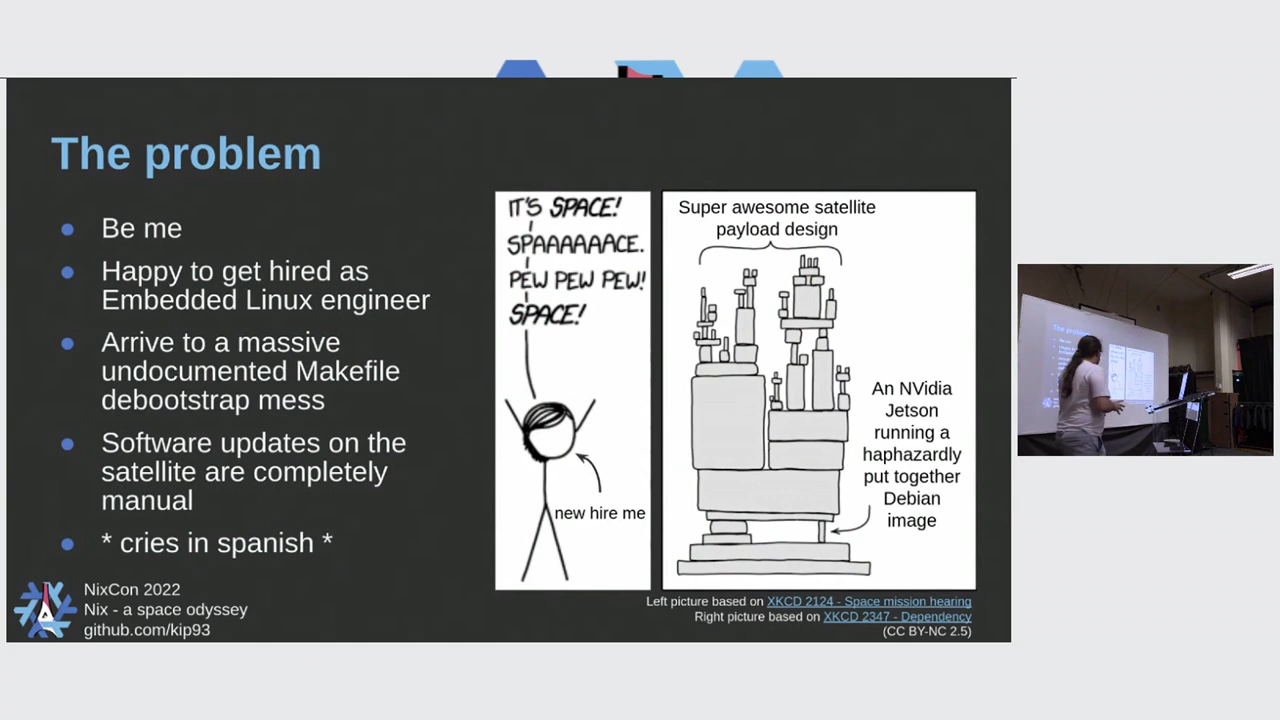 The problem
Be me
Happy to get hired as
Embedded Linux engineer
Arrive to a massive
undocumented Makefile
debootstrap mess
Software updates on the
satellite are completely
manual
* cries in spanish *
IT'S SPACE!
SPAAAAAACE.
PEW PEW PEW!
SPACE!
new hire me
Super awesome satellite
payload design
An NVidia
Jetson
running a
haphazardly
put together
Debian
image
Left picture based on XKCD 2124 - Space mission hearing
Right picture based on XKCD 2347 - Dependency
(CC BY-NC 2.5)
NixCon 2022
Nix - a space odyssey
github.com/kip93
The problem